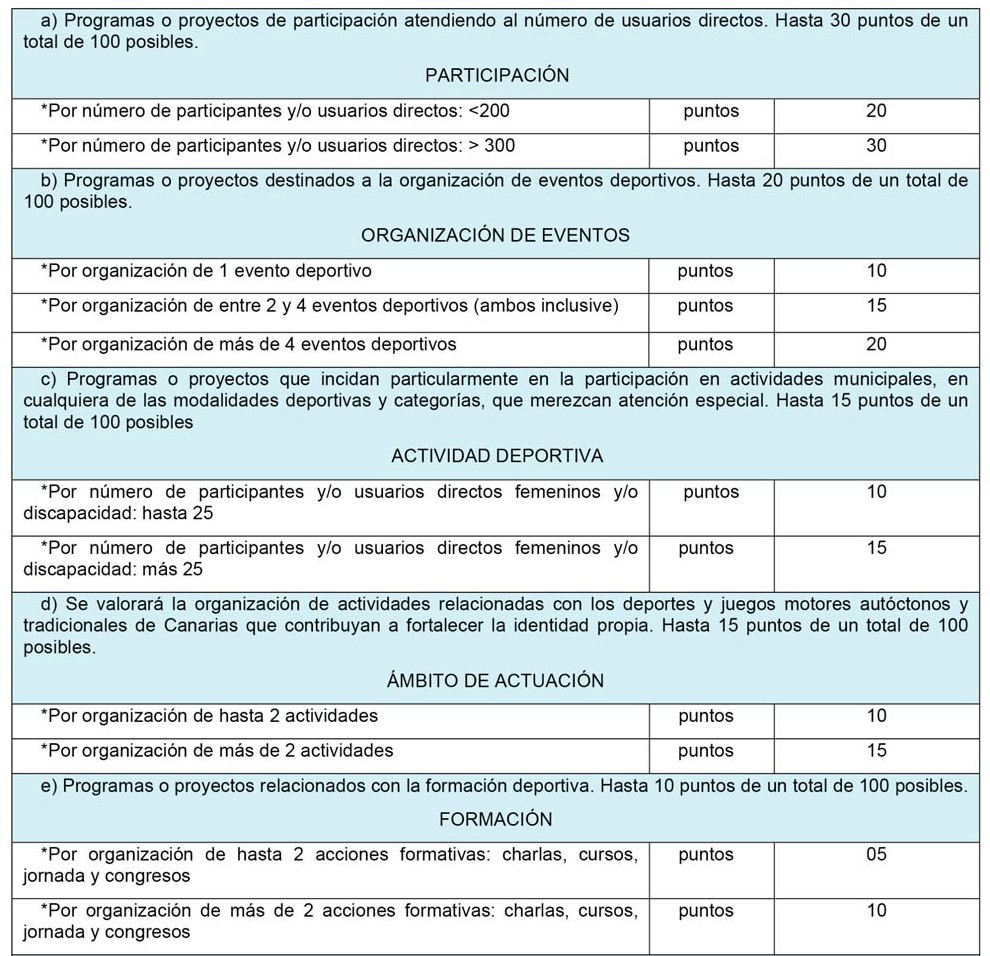 a) Programas o proyectos de participación atendiendo al número de usuarios directos. Hasta 30 puntos de un
total de 100 posibles.
PARTICIPACIÓN
*Por número de participantes y/o usuarios directos: <200 puntos 20
*Por número de participantes y/o usuarios directos: > 300 puntos 30
b) Programas o proyectos destinados a la organización de eventos deportivos. Hasta 20 puntos de un total de
100 posibles.
ORGANIZACIÓN DE EVENTOS
*Por organización de 1 evento deportivo puntos 10
*Por organización de entre 2 y 4 eventos deportivos (ambos inclusive) puntos 15
*Por organización de más de 4 eventos deportivos puntos 20
c) Programas o proyectos que incidan particularmente en la participación en actividades municipales, en
cualquiera de las modalidades deportivas y categorías, que merezcan atención especial. Hasta 15 puntos de un
total de 100 posibles
ACTIVIDAD DEPORTIVA
*Por número de participantes y/o usuarios directos femeninos y/o puntos 10
discapacidad: hasta 25
*Por número de participantes y/o usuarios directos femeninos y/o puntos 15
discapacidad: más 25
d) Se valorará la organización de actividades relacionadas con los deportes y juegos motores autóctonos y
tradicionales de Canarias que contribuyan a fortalecer la identidad propia. Hasta 15 puntos de un total de 100
posibles.
ÁMBITO DE ACTUACIÓN
*Por organización de hasta 2 actividades puntos 10
*Por organización de más de 2 actividades puntos 15
e) Programas o proyectos relacionados con la formación deportiva. Hasta 10 puntos de un total de 100 posibles.
FORMACIÓN
*Por organización de hasta 2 acciones formativas: charlas, cursos, puntos 05
jornada y congresos
*Por organización de más de 2 acciones formativas: charlas, cursos, puntos 10
jornada y congresos